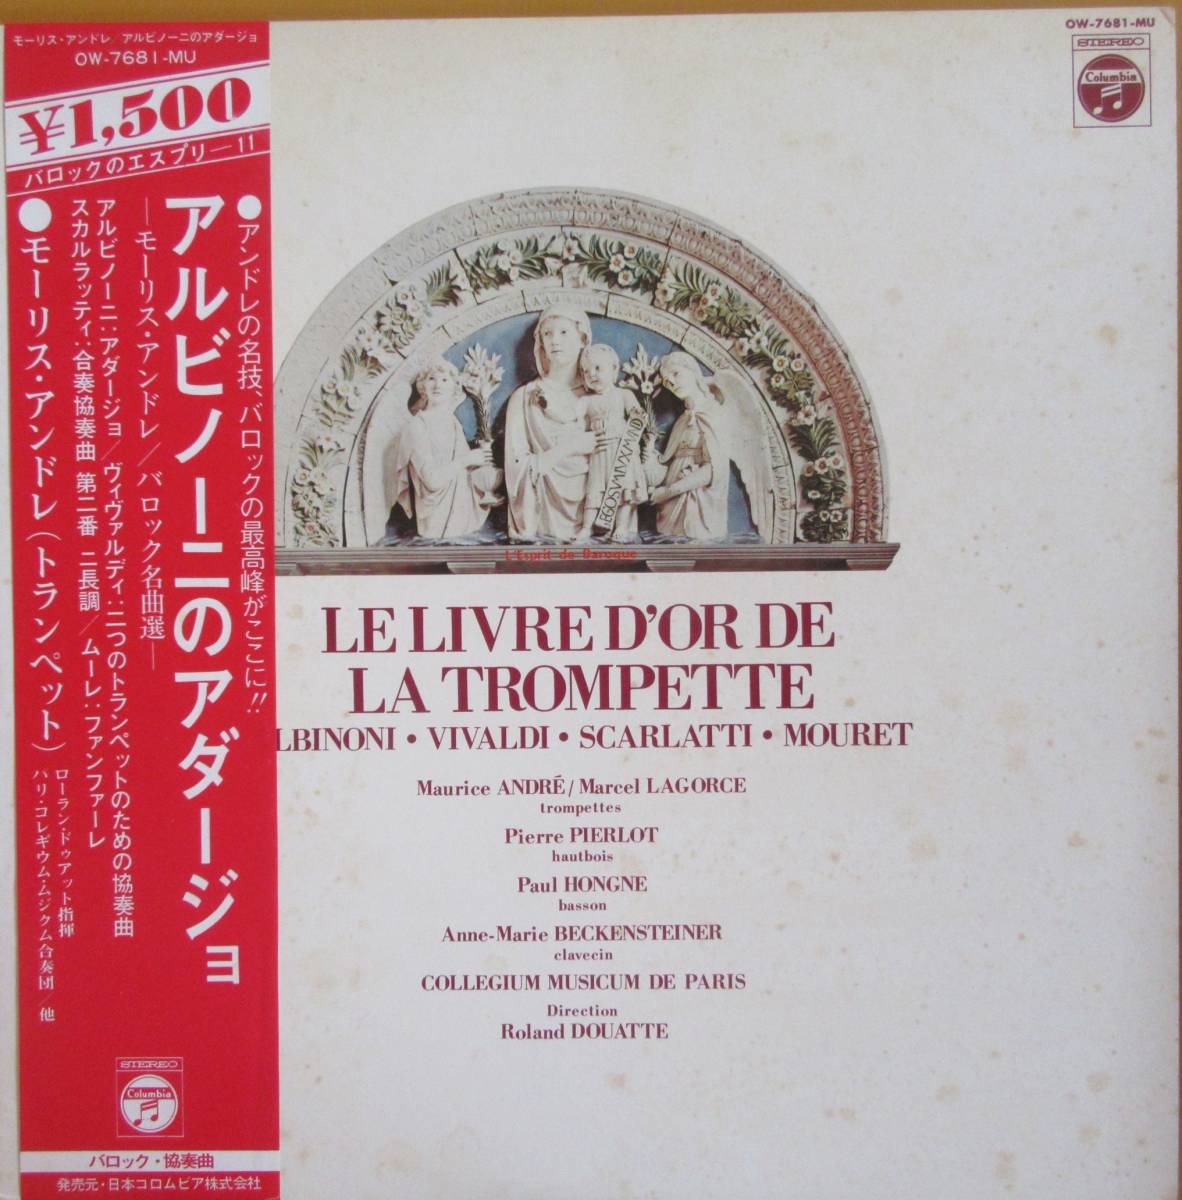 モーリス・アンドレ/アルビノーニのアダージョ
OW-7681-MU
¥1,500
バロックのエスプリ—11
●アンドレの名技、バロックの最高峰がここに!!
アルビノーニのアダージョ
—モーリス・アンドレ/バロック名曲選—
アルビノーニ:アダージョ/ヴィヴァルディ:二つのトランペットのための協奏曲
スカルラッティ:合奏協奏曲 第二番 ニ長調/ムーレ:ファンファーレ
●モーリス・アンドレ(トランペット)
ローラン・ドゥアット指揮
パリ・コレギウム・ムジクム合奏団/他
STEREO
Columbia
バロック・協奏曲
発売元・日本コロムビア株式会社
OW-7681-MU
STEREO
Columbia
EGOSVMLVXMVNDI
L'Esprit de Baroque
LE LIVRE D'OR DE
LA TROMPETTE
LBINONI • VIVALDI • SCARLATTI • MOURET
Maurice ANDRÉ/Marcel LAGORCE
trompettes
Pierre PIERLOT
hautbois
Paul HONGNE
basson
Anne-Marie BECKENSTEINER
clavecin
COLLEGIUM MUSICUM DE PARIS
Direction
Roland DOUATTE